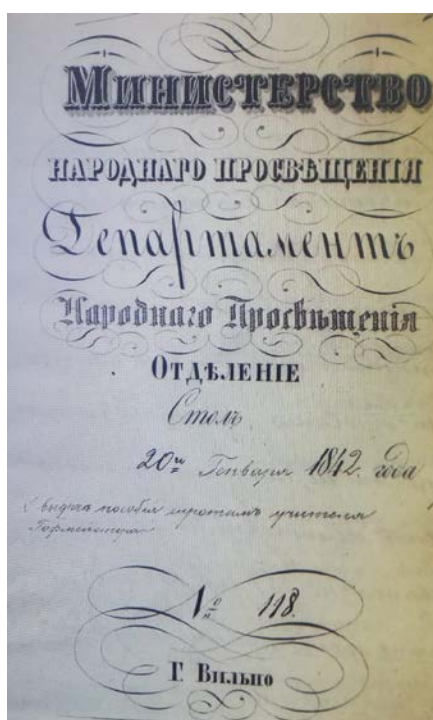 Министерство
народнаго просвѣщенія
Департаментъ
Народнаго Просвѣщенія
Отдѣленіе
Столъ
20го Генваря 1842. года
выдачѣ пособія сиротамъ учителя
№ 118.
Г. Вильно